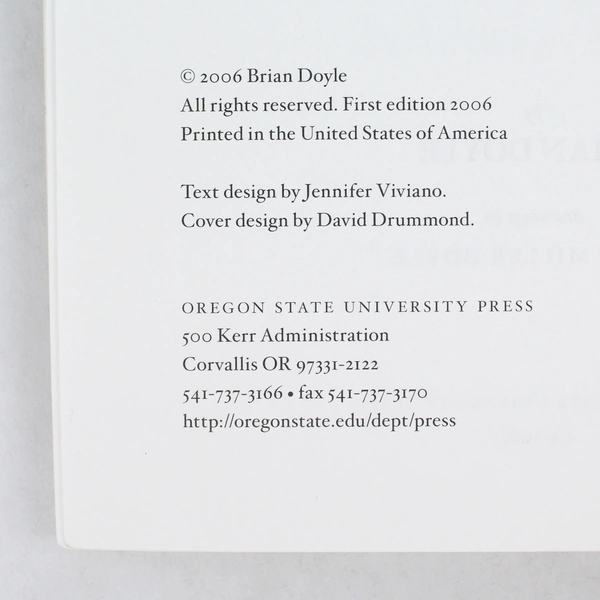 © 2006 Brian Doyle
All rights reserved. First edition 2006
Printed in the United States of America
Text design by Jennifer Viviano.
Cover design by David Drummond.
OREGON STATE UNIVERSITY PRESS
500 Kerr Administration
Corvallis OR 97331-2122
541-737-3166 • fax 541-737-3170
http://oregonstate.edu/dept/press